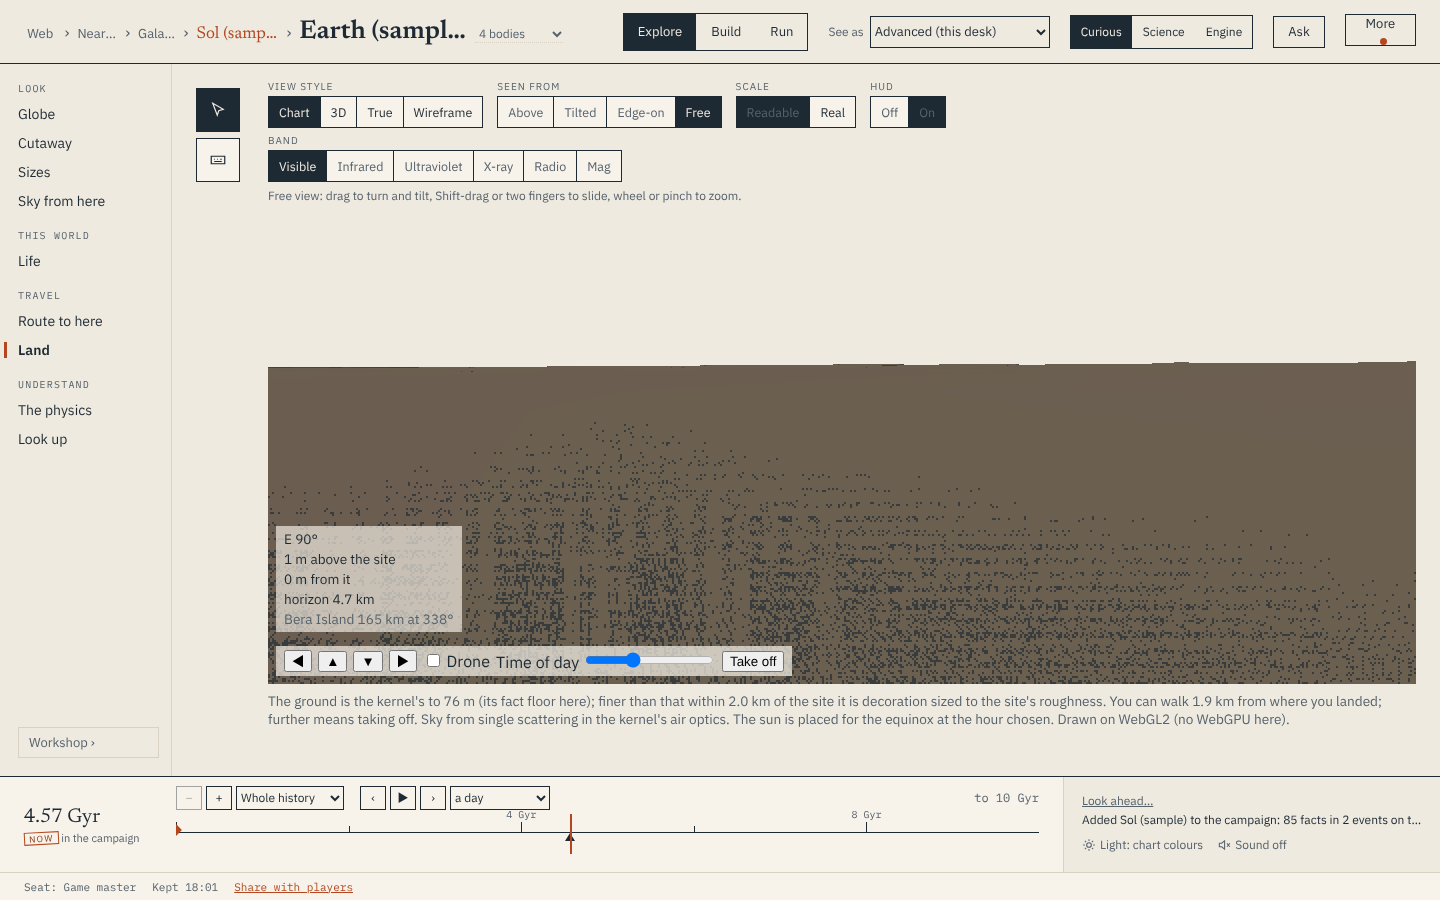 Web › Near... › Gala... › Sol (samp... › Earth (sampl... 4 bodies
Explore Build Run
See as Advanced (this desk)
Curious Science Engine
Ask
More
LOOK
Globe
Cutaway
Sizes
Sky from here
THIS WORLD
Life
TRAVEL
Route to here
Land
UNDERSTAND
The physics
Look up
Workshop ›
VIEW STYLE
Chart 3D True Wireframe
SEEN FROM
Above Tilted Edge-on Free
SCALE
Readable Real
HUD
Off On
BAND
Visible Infrared Ultraviolet X-ray Radio Mag
Free view: drag to turn and tilt, Shift-drag or two fingers to slide, wheel or pinch to zoom.
E 90°
1 m above the site
0 m from it
horizon 4.7 km
Bera Island 165 km at 338°
Drone Time of day Take off
The ground is the kernel's to 76 m (its fact floor here); finer than that within 2.0 km of the site it is decoration sized to the site's roughness. You can walk 1.9 km from where you landed;
further means taking off. Sky from single scattering in the kernel's air optics. The sun is placed for the equinox at the hour chosen. Drawn on WebGL2 (no WebGPU here).
4.57 Gyr
NOW in the campaign
− + Whole history ‹ › a day
to 10 Gyr
4 Gyr 8 Gyr
Look ahead...
Added Sol (sample) to the campaign: 85 facts in 2 events on t...
Light: chart colours Sound off
Seat: Game master Kept 18:01 Share with players